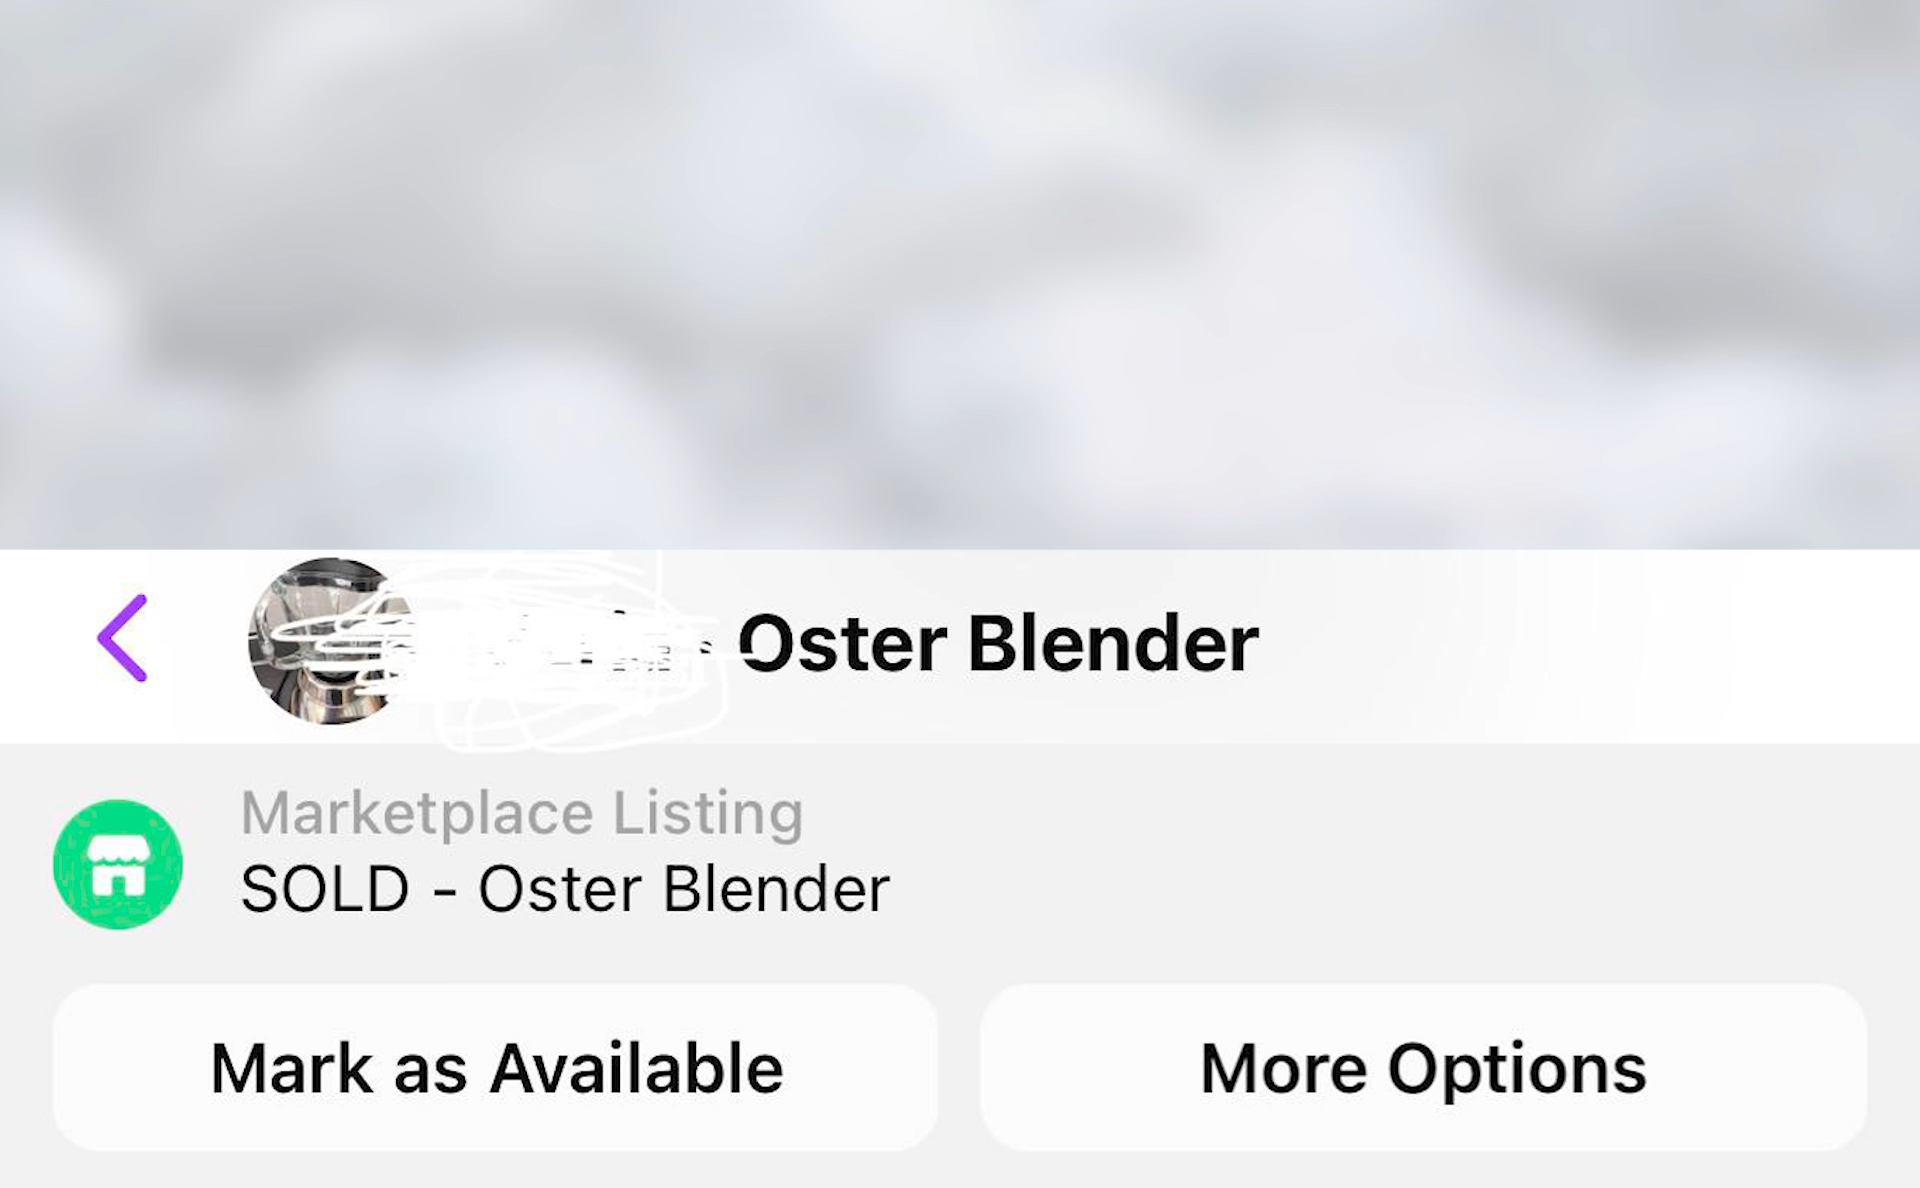 Oster Blender
Marketplace Listing
SOLD - Oster Blender
Mark as Available
More Options